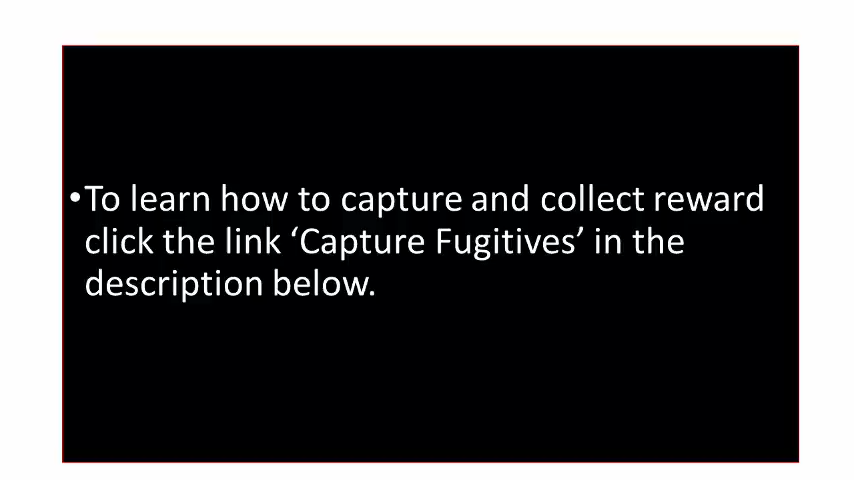 •To learn how to capture and collect reward
click the link ‘Capture Fugitives’ in the
description below.